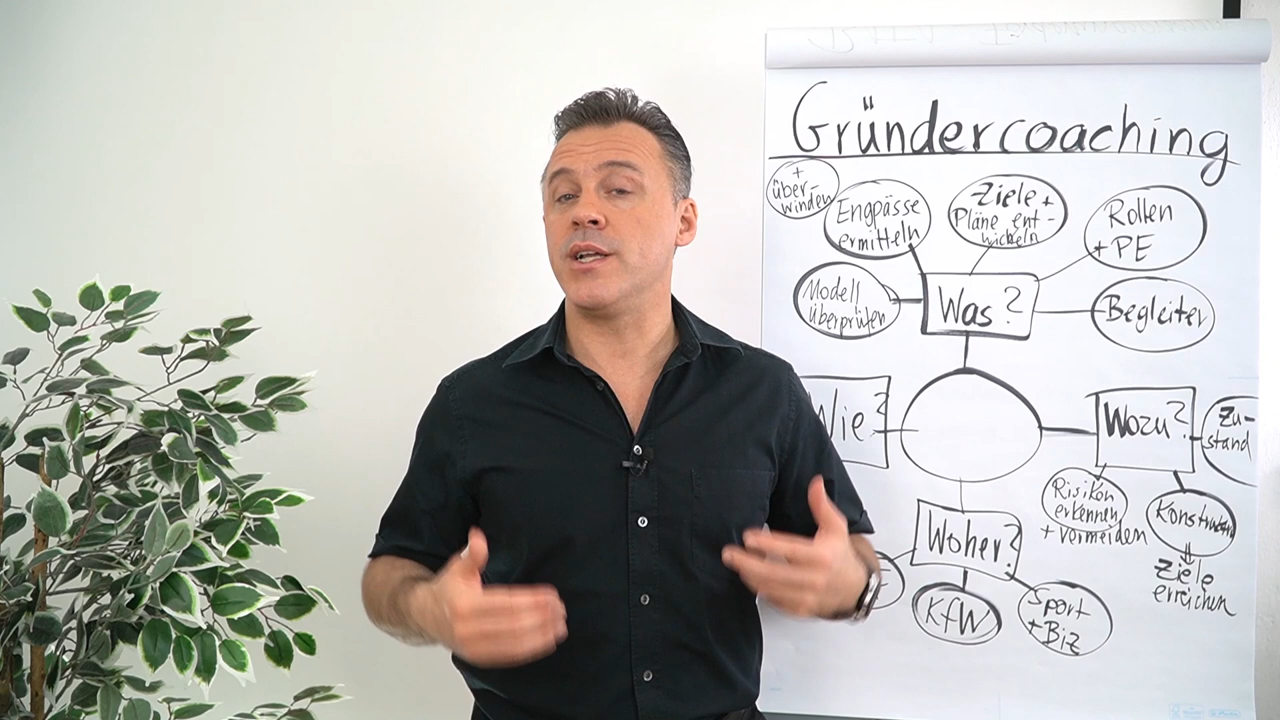 Gründercoaching
+
über-
winden
Engpässe
ermitteln
Ziele +
Pläne ent-
wickeln
Rollen
+ PE
Modell
überprüfen
Was?
Begleiter
Wie?
Wozu?
Zu-
stand
Risiken
erkennen
+ vermeiden
Ziele
erreichen
Woher?
KfW
Sport
+ Biz